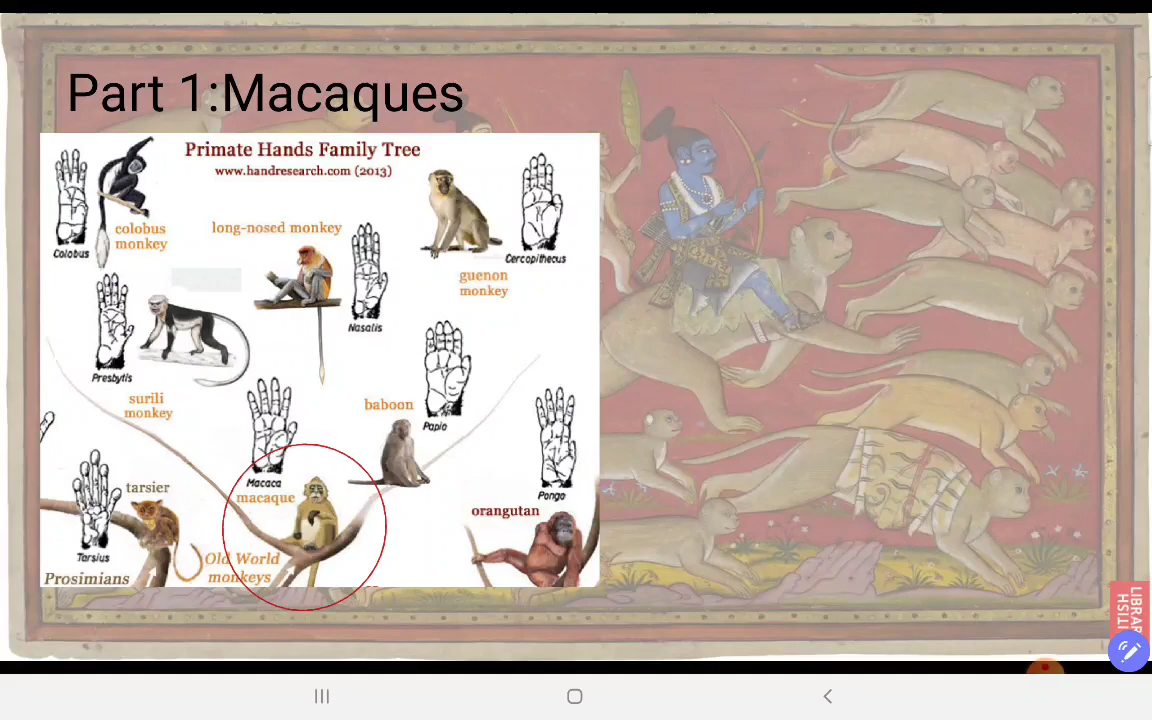 Part 1:Macaques
Primate Hands Family Tree
www.handresearch.com (2013)
Colobus
colobus
monkey
long-nosed monkey
Nasalis
guenon
monkey
Cercopithecus
Presbytis
surili
monkey
baboon
Papio
Macaca
macaque
Pongo
orangutan
tarsier
Tarsius
Old World
monkeys
Prosimians